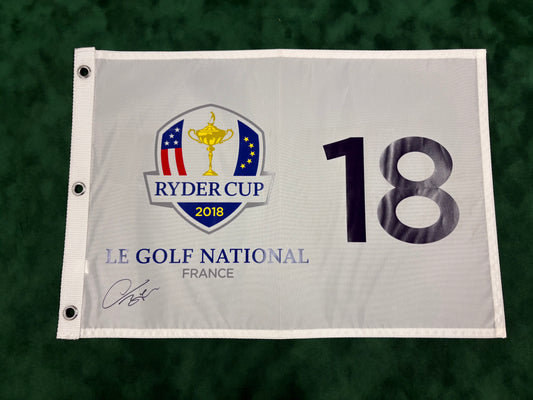 RYDER CUP
2018
LE GOLF NATIONAL
FRANCE
18